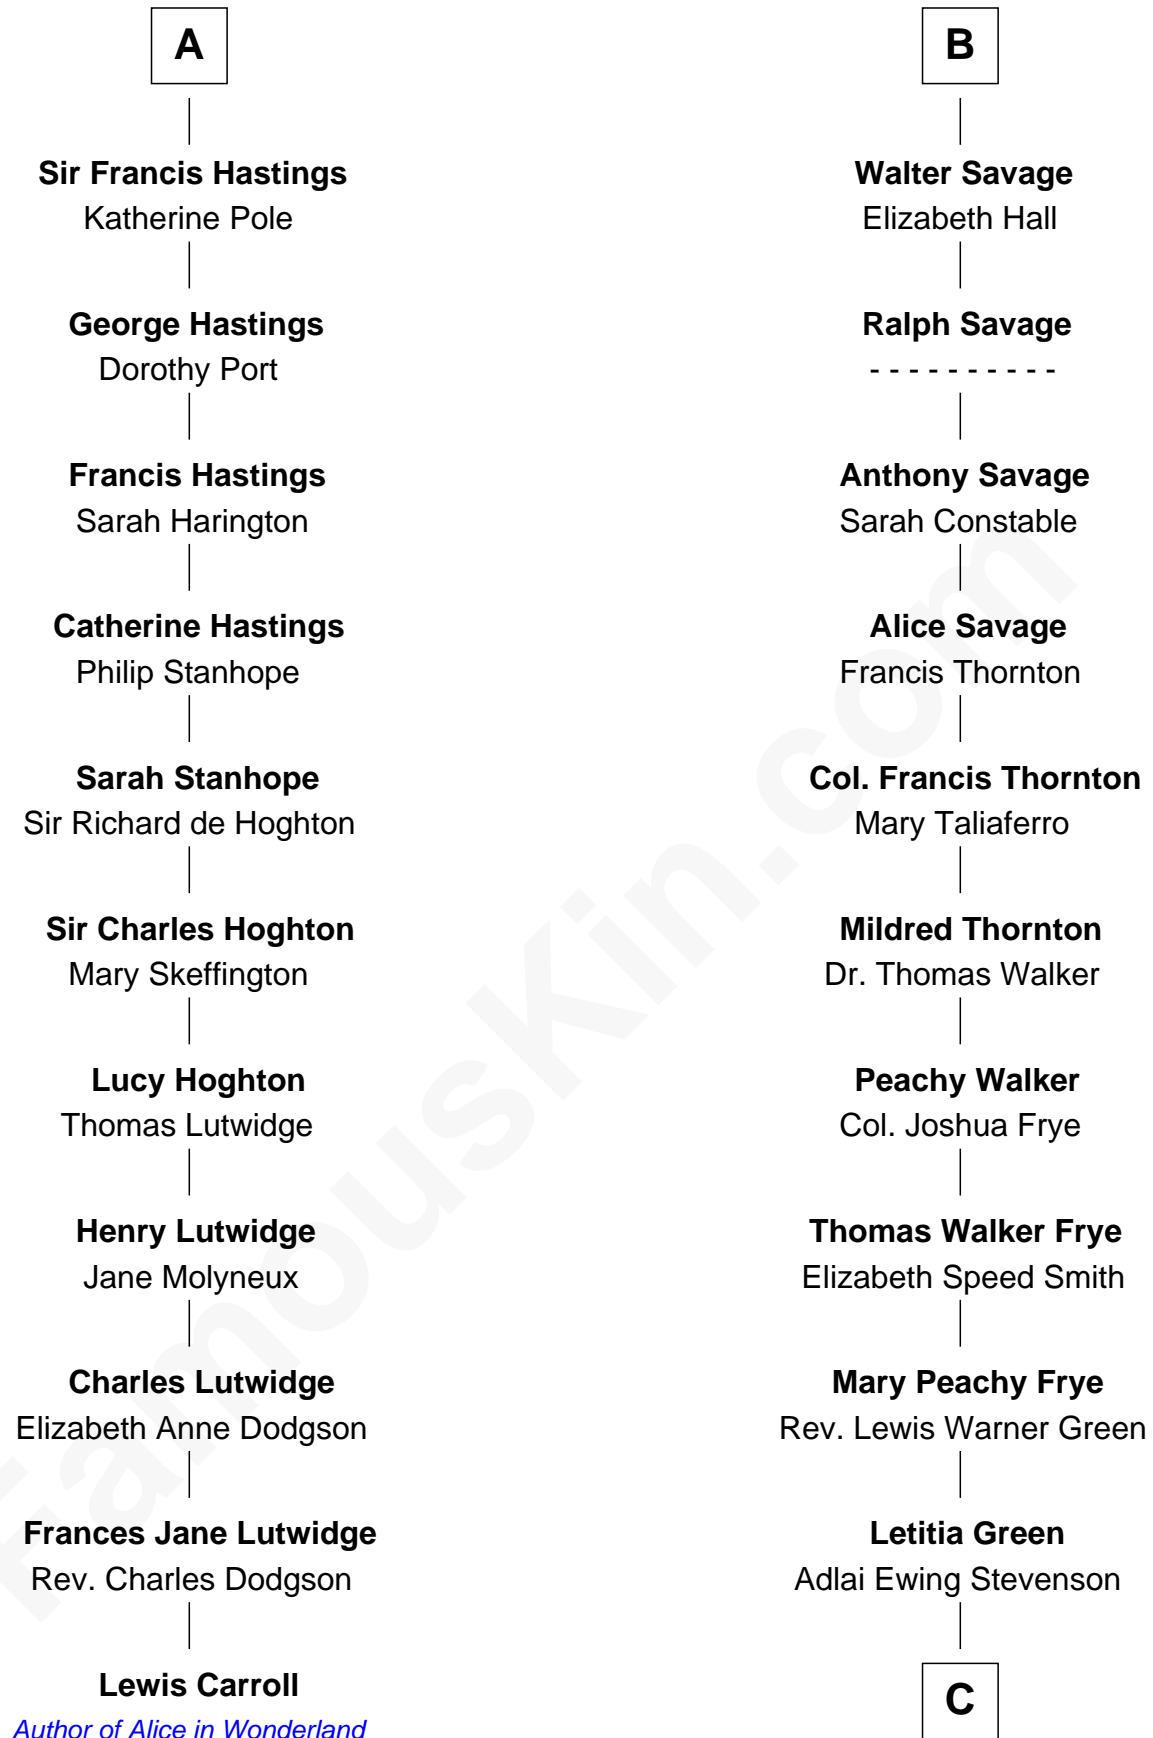 A
Sir Francis Hastings
Katherine Pole
George Hastings
Dorothy Port
Francis Hastings
Sarah Harington
Catherine Hastings
Philip Stanhope
Sarah Stanhope
Sir Richard de Hoghton
Sir Charles Hoghton
Mary Skeffington
Lucy Hoghton
Thomas Lutwidge
Henry Lutwidge
Jane Molyneux
Charles Lutwidge
Elizabeth Anne Dodgson
Frances Jane Lutwidge
Rev. Charles Dodgson
Lewis Carroll
Author of Alice in Wonderland
B
Walter Savage
Elizabeth Hall
Ralph Savage
- - - - - - - - - -
Anthony Savage
Sarah Constable
Alice Savage
Francis Thornton
Col. Francis Thornton
Mary Taliaferro
Mildred Thornton
Dr. Thomas Walker
Peachy Walker
Col. Joshua Frye
Thomas Walker Frye
Elizabeth Speed Smith
Mary Peachy Frye
Rev. Lewis Warner Green
Letitia Green
Adlai Ewing Stevenson
C
FamousKin.com